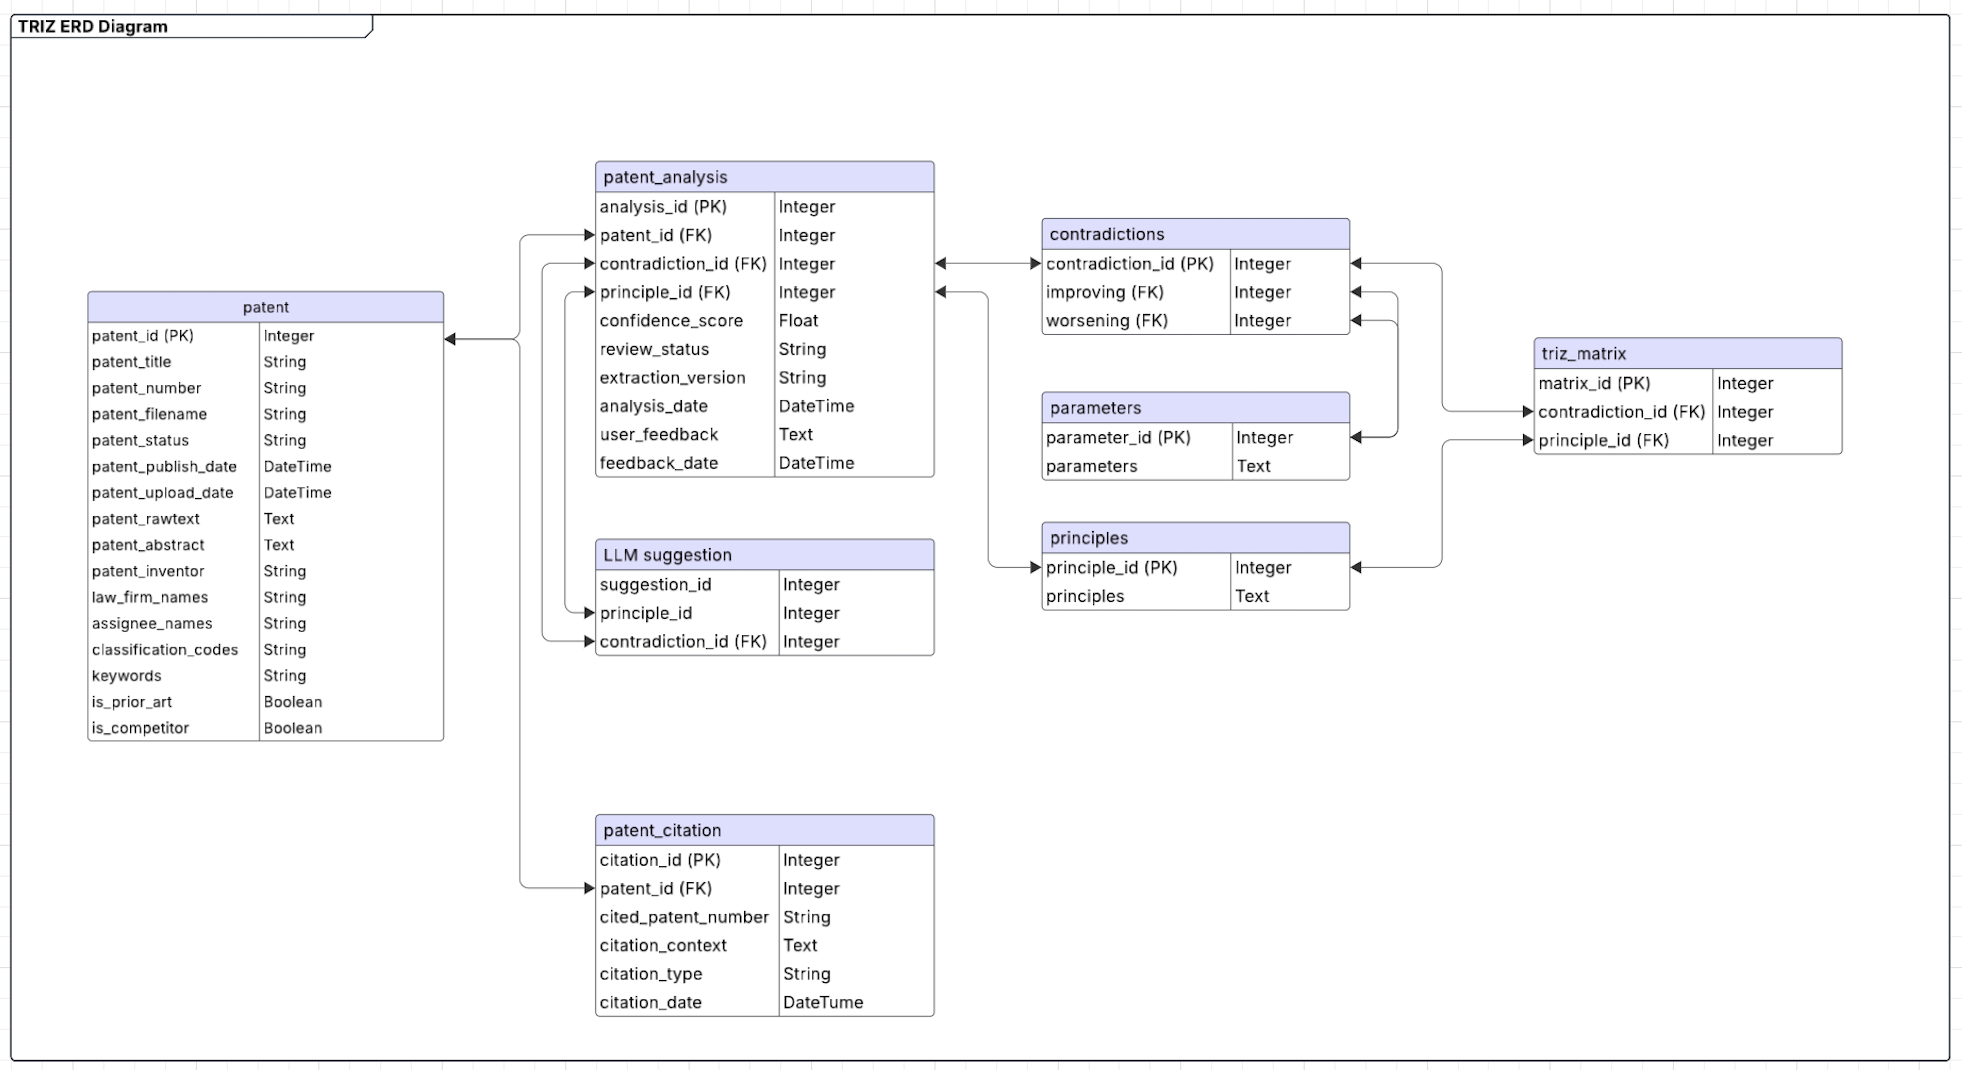 TRIZ ERD Diagram
patent
patent_id (PK) Integer
patent_title String
patent_number String
patent_filename String
patent_status String
patent_publish_date DateTime
patent_upload_date DateTime
patent_rawtext Text
patent_abstract Text
patent_inventor String
law_firm_names String
assignee_names String
classification_codes String
keywords String
is_prior_art Boolean
is_competitor Boolean
patent_analysis
analysis_id (PK) Integer
patent_id (FK) Integer
contradiction_id (FK) Integer
principle_id (FK) Integer
confidence_score Float
review_status String
extraction_version String
analysis_date DateTime
user_feedback Text
feedback_date DateTime
LLM suggestion
suggestion_id Integer
principle_id Integer
contradiction_id (FK) Integer
patent_citation
citation_id (PK) Integer
patent_id (FK) Integer
cited_patent_number String
citation_context Text
citation_type String
citation_date DateTume
contradictions
contradiction_id (PK) Integer
improving (FK) Integer
worsening (FK) Integer
parameters
parameter_id (PK) Integer
parameters Text
principles
principle_id (PK) Integer
principles Text
triz_matrix
matrix_id (PK) Integer
contradiction_id (FK) Integer
principle_id (FK) Integer